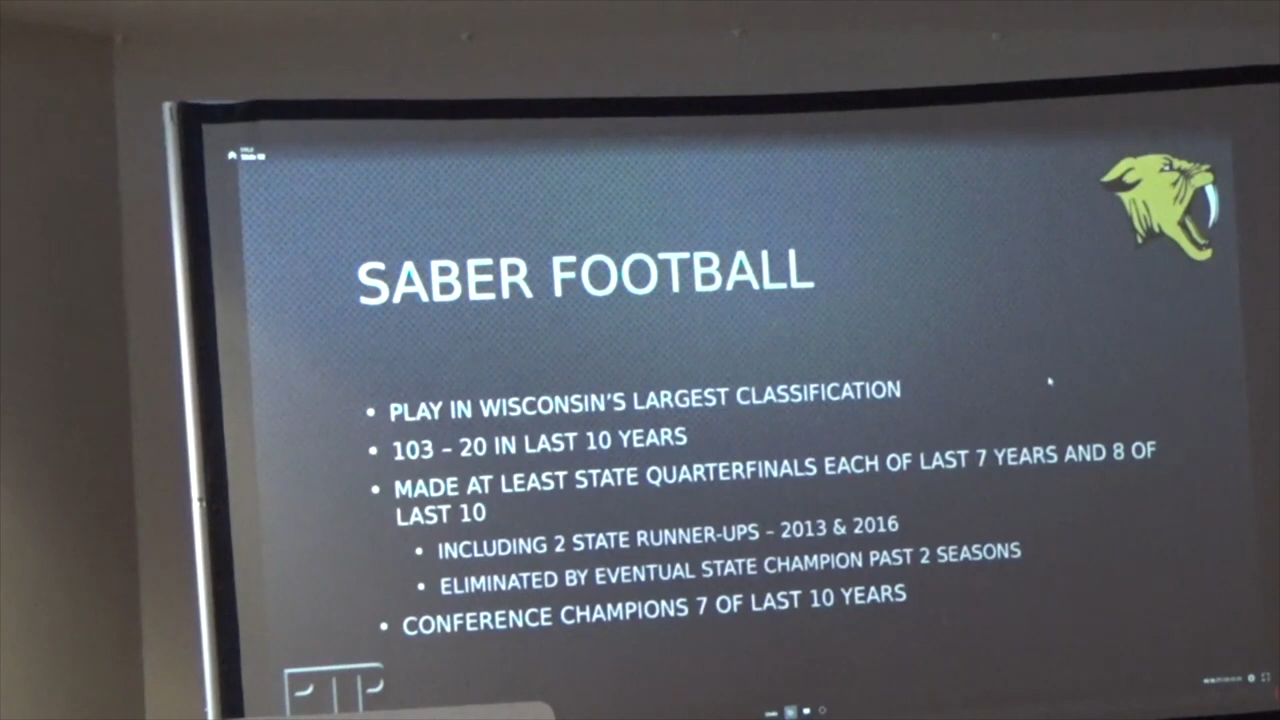 SABER FOOTBALL
• PLAY IN WISCONSIN'S LARGEST CLASSIFICATION
• 103 – 20 IN LAST 10 YEARS
• MADE AT LEAST STATE QUARTERFINALS EACH OF LAST 7 YEARS AND 8 OF
LAST 10
• INCLUDING 2 STATE RUNNER-UPS – 2013 & 2016
• ELIMINATED BY EVENTUAL STATE CHAMPION PAST 2 SEASONS
• CONFERENCE CHAMPIONS 7 OF LAST 10 YEARS